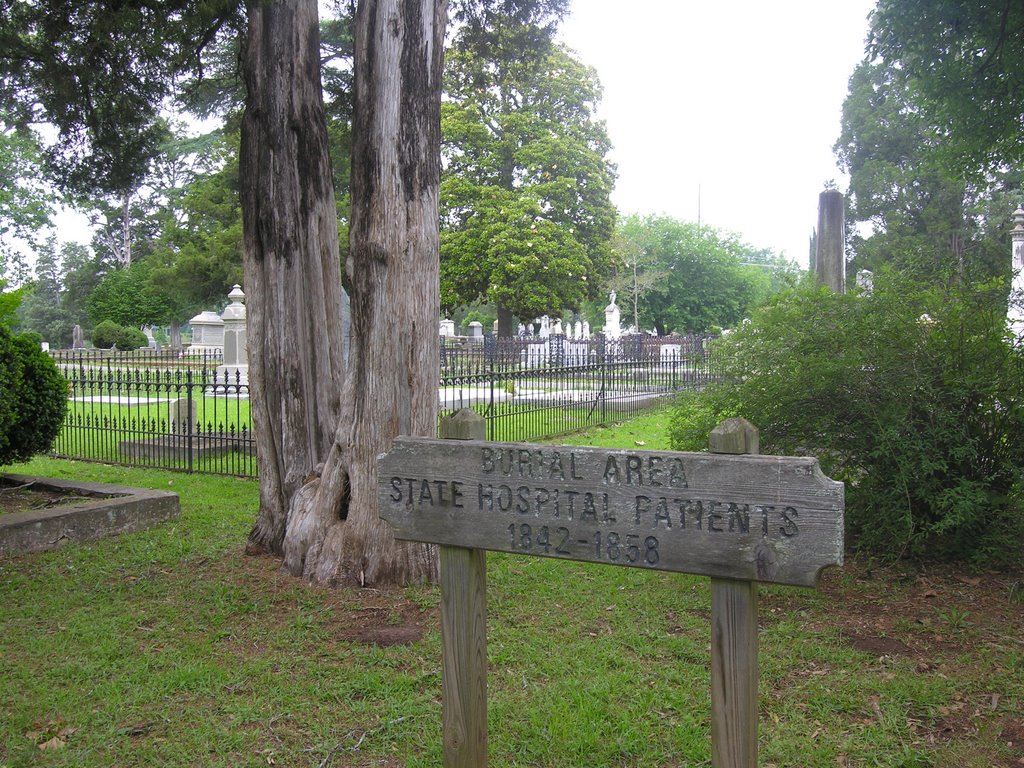 BURIAL AREA
STATE HOSPITAL PATIENTS
1842-1858